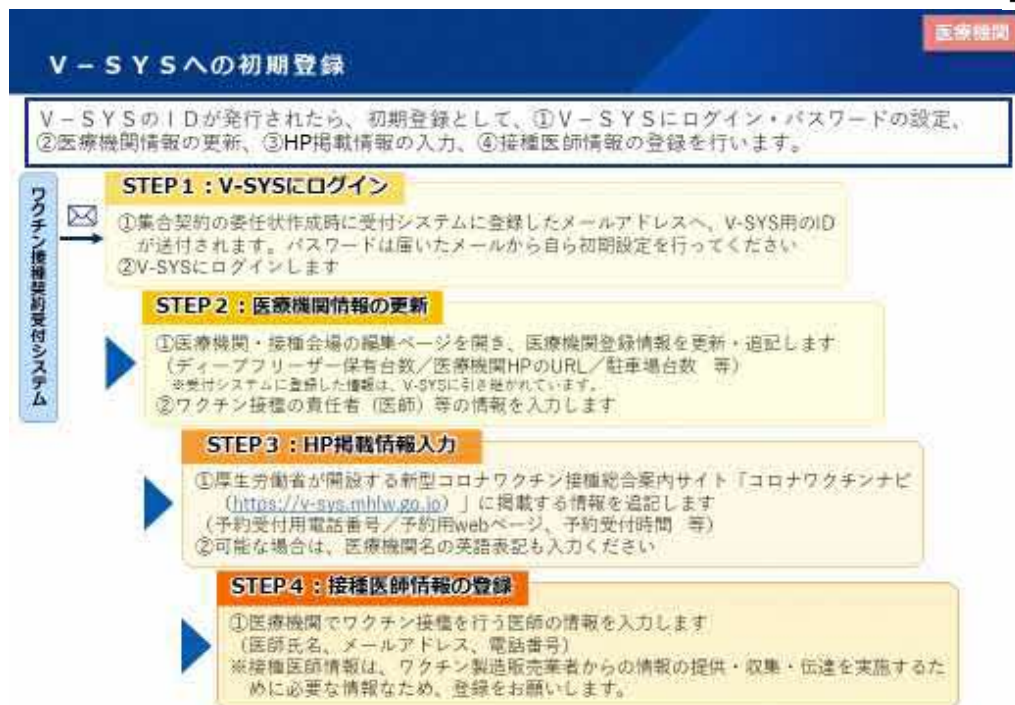 医療機関
V－SYSへの初期登録
V－SYSのIDが発行されたら、初期登録として、①V－SYSにログイン・パスワードの設定、
②医療機関情報の更新、③HP掲載情報の入力、④接種医師情報の登録を行います。
ワクチン接種契約受付システム
STEP1：V-SYSにログイン
①集合契約の委任状作成時に受付システムに登録したメールアドレスへ、V-SYS用のID
が送付されます。パスワードは届いたメールから自ら初期設定を行ってください
②V-SYSにログインします
STEP2：医療機関情報の更新
①医療機関・接種会場の編集ページを開き、医療機関登録情報を更新・追記します
（ディープフリーザー保有台数／医療機関HPのURL／駐車場台数　等）
※受付システムに登録した情報は、V-SYSに引き継がれています。
②ワクチン接種の責任者（医師）等の情報を入力します
STEP3：HP掲載情報入力
①厚生労働省が開設する新型コロナワクチン接種総合案内サイト「コロナワクチンナビ
（https://v-sys.mhlw.go.jp）」に掲載する情報を追記します
（予約受付用電話番号／予約用webページ、予約受付時間　等）
②可能な場合は、医療機関名の英語表記も入力ください
STEP4：接種医師情報の登録
①医療機関でワクチン接種を行う医師の情報を入力します
（医師氏名、メールアドレス、電話番号）
※接種医師情報は、ワクチン製造販売業者からの情報の提供・収集・伝達を実施するた
めに必要な情報なため、登録をお願いします。